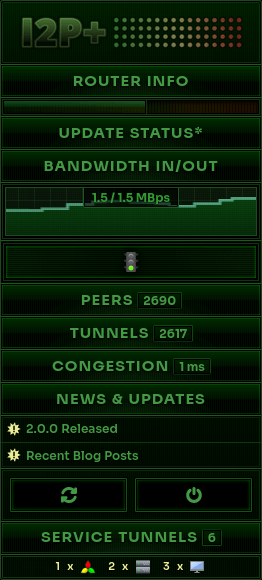 I2P+
ROUTER INFO
UPDATE STATUS*
BANDWIDTH IN/OUT
1.5 / 1.5 MBps
PEERS 2690
TUNNELS 2617
CONGESTION 1 ms
NEWS & UPDATES
2.0.0 Released
Recent Blog Posts
SERVICE TUNNELS 6
1 x 2 x 3 x